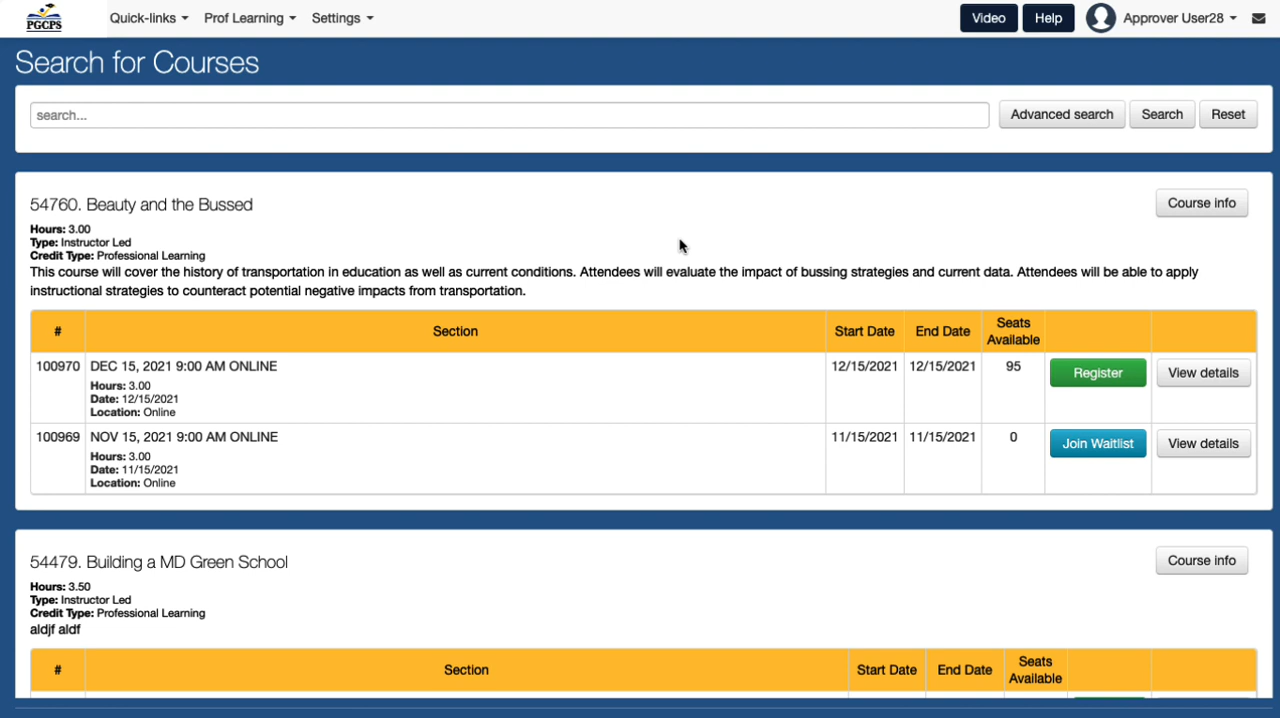 PGCPS
Quick-links Prof Learning Settings Video Help Approver User28
Search for Courses
search... Advanced search Search Reset
54760. Beauty and the Bussed Course info
Hours: 3.00
Type: Instructor Led
Credit Type: Professional Learning
This course will cover the history of transportation in education as well as current conditions. Attendees will evaluate the impact of bussing strategies and current data. Attendees will be able to apply
instructional strategies to counteract potential negative impacts from transportation.
# Section Start Date End Date Seats Available
100970 DEC 15, 2021 9:00 AM ONLINE 12/15/2021 12/15/2021 95 Register View details
Hours: 3.00
Date: 12/15/2021
Location: Online
100969 NOV 15, 2021 9:00 AM ONLINE 11/15/2021 11/15/2021 0 Join Waitlist View details
Hours: 3.00
Date: 11/15/2021
Location: Online
54479. Building a MD Green School Course info
Hours: 3.50
Type: Instructor Led
Credit Type: Professional Learning
aldjf aldf
# Section Start Date End Date Seats Available